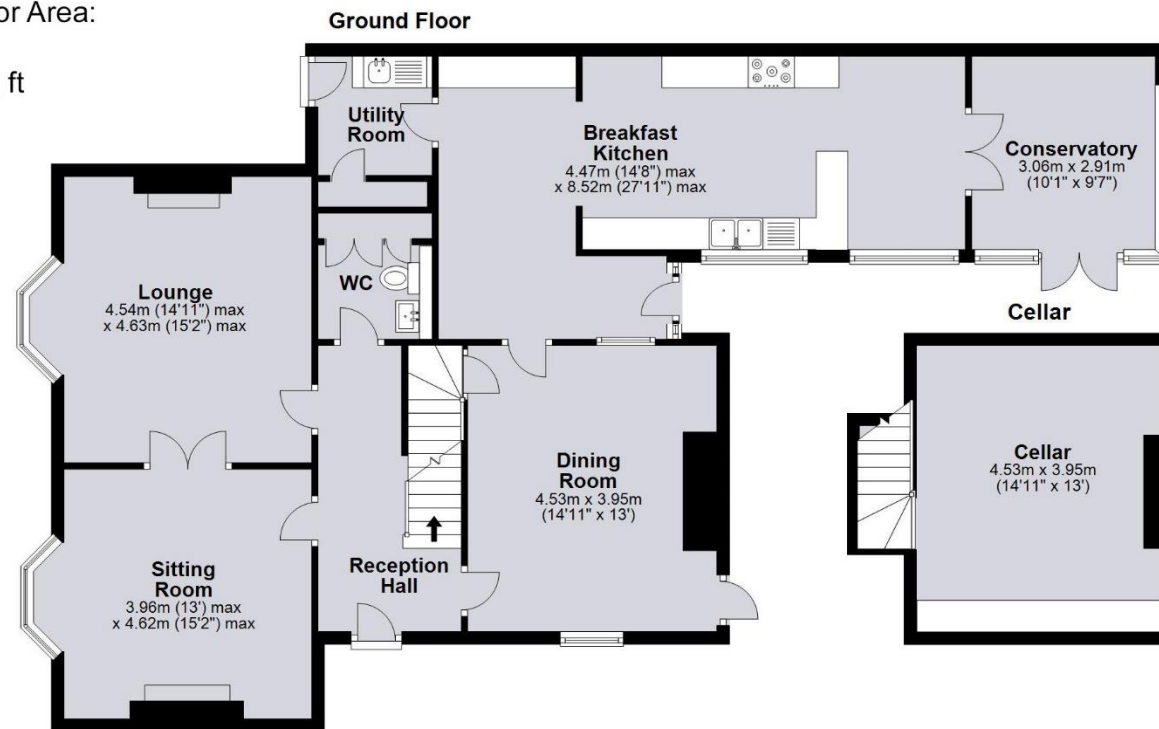 or Area:
ft
Ground Floor
Utility
Room
Breakfast
Kitchen
4.47m (14'8") max
x 8.52m (27'11") max
Conservatory
3.06m x 2.91m
(10'1" x 9'7")
WC
Lounge
4.54m (14'11") max
x 4.63m (15'2") max
Cellar
Cellar
4.53m x 3.95m
(14'11" x 13')
Dining
Room
4.53m x 3.95m
(14'11" x 13')
Reception
Hall
Sitting
Room
3.96m (13') max
x 4.62m (15'2") max